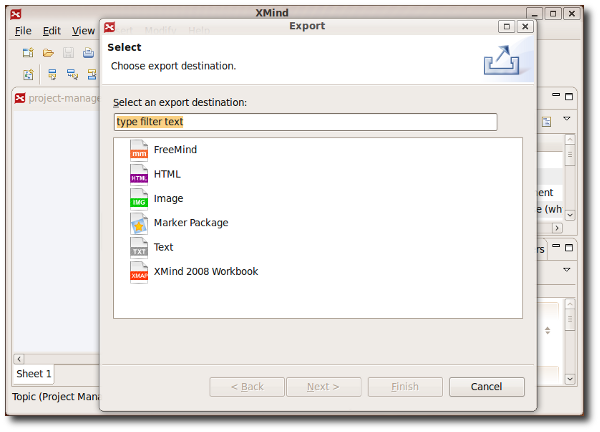 XMind
File Edit View
Export
Select
Choose export destination.
project-manage
Select an export destination:
type filter text
FreeMind
HTML
Image
Marker Package
Text
XMind 2008 Workbook
mm
HTML
IMG
TXT
XMAP
ient
e (wh
rs
Sheet 1
< Back
Next >
Finish
Cancel
Topic (Project Mana